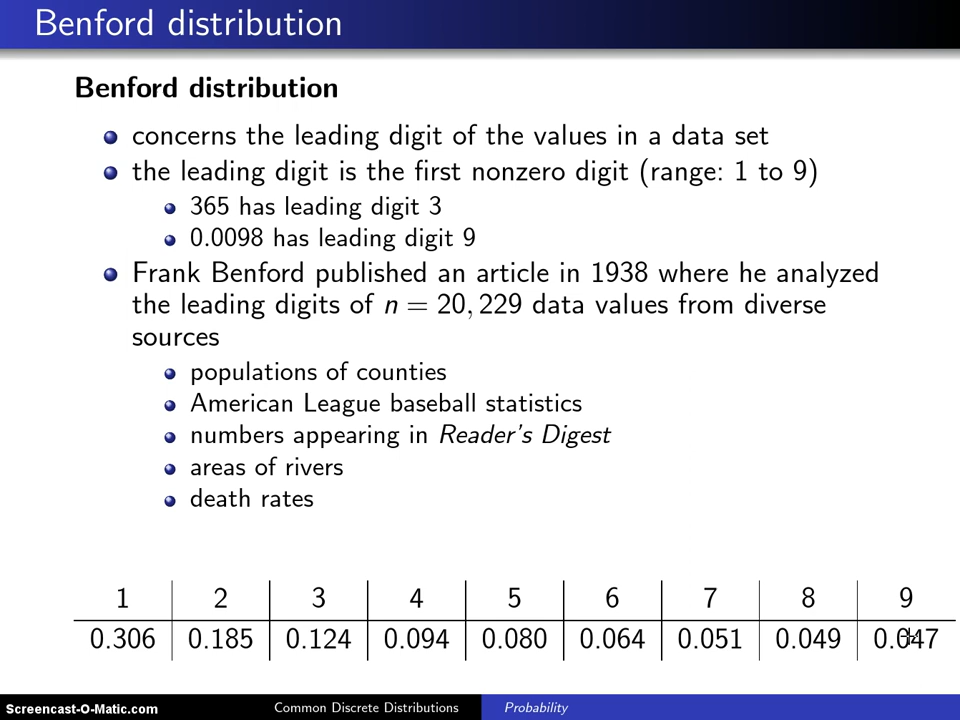 Benford distribution
Benford distribution
concerns the leading digit of the values in a data set
the leading digit is the first nonzero digit (range: 1 to 9)
365 has leading digit 3
0.0098 has leading digit 9
Frank Benford published an article in 1938 where he analyzed
the leading digits of n = 20, 229 data values from diverse
sources
populations of counties
American League baseball statistics
numbers appearing in Reader's Digest
areas of rivers
death rates
1 2 3 4 5 6 7 8 9
0.306 0.185 0.124 0.094 0.080 0.064 0.051 0.049 0.047
Screencast-O-Matic.com Common Discrete Distributions Probability